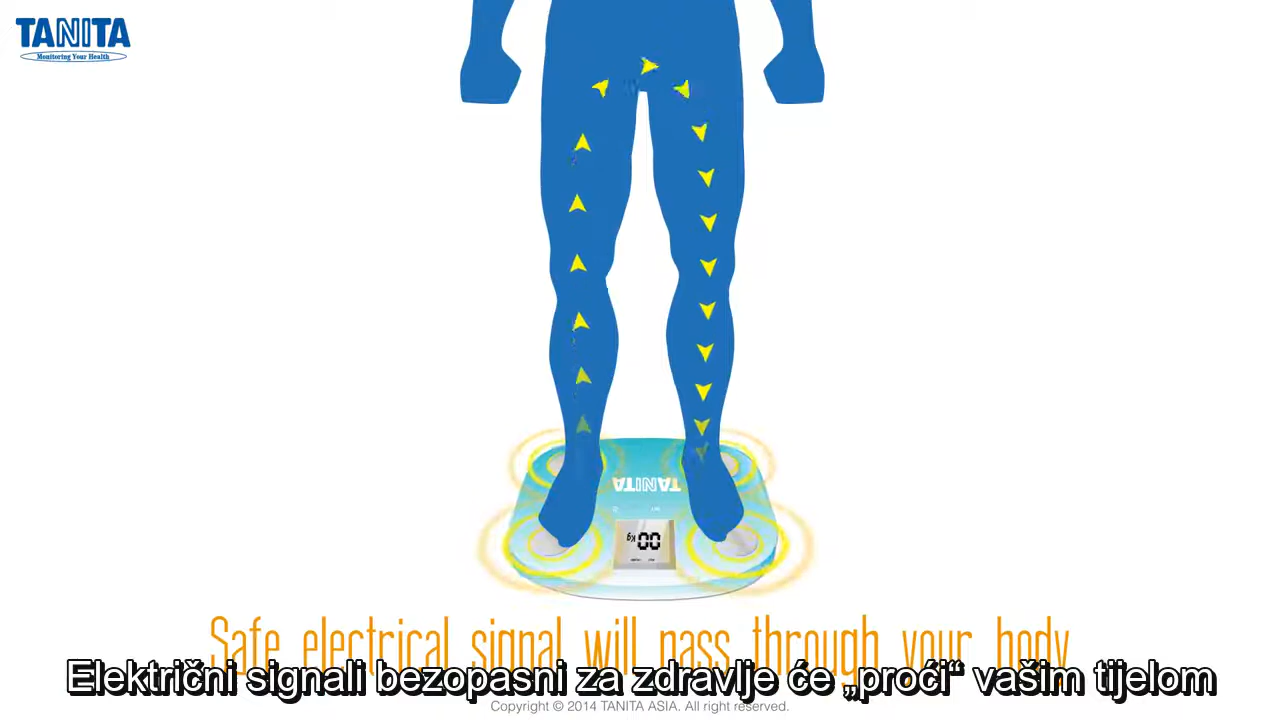 TANITA
Monitoring Your Health
TANITA
00 Kg
Safe electrical signal will pass through your body
Električni signali bezopasni za zdravlje će „proći“ vašim tijelom
Copyright © 2014 TANITA ASIA. All right reserved.